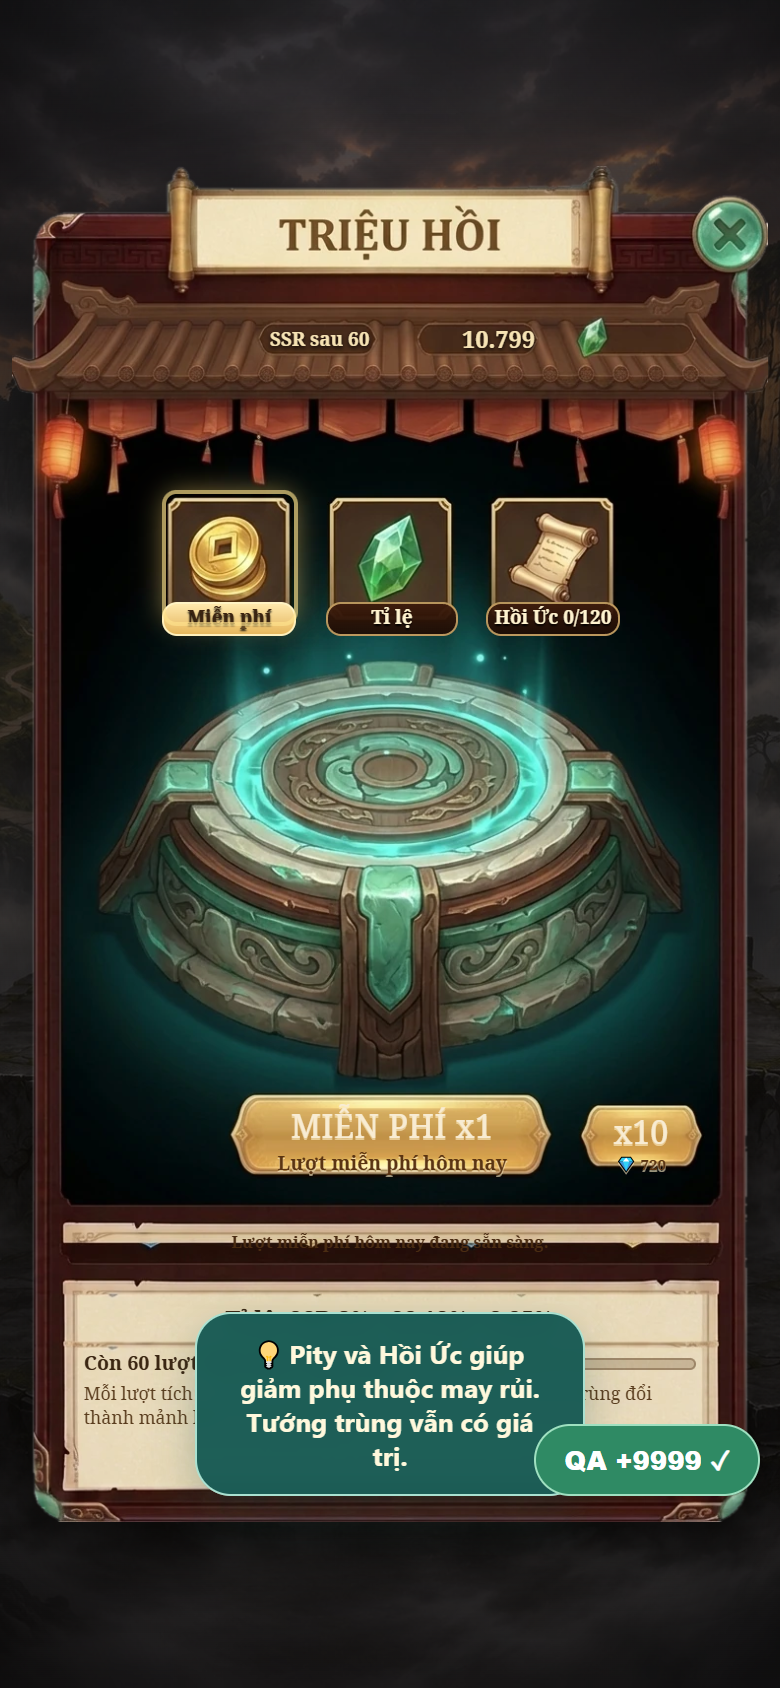 TRIỆU HỒI
SSR sau 60
10.799
Miễn phí
Tỉ lệ
Hồi Ức 0/120
MIỄN PHÍ x1
Lượt miễn phí hôm nay
x10
720
Lượt miễn phí hôm nay đang sẵn sàng.
Còn 60 lượt
Mỗi lượt tích
trùng đổi
thành mảnh
Pity và Hồi Ức giúp
giảm phụ thuộc may rủi.
Tướng trùng vẫn có giá
trị.
QA +9999 ✓